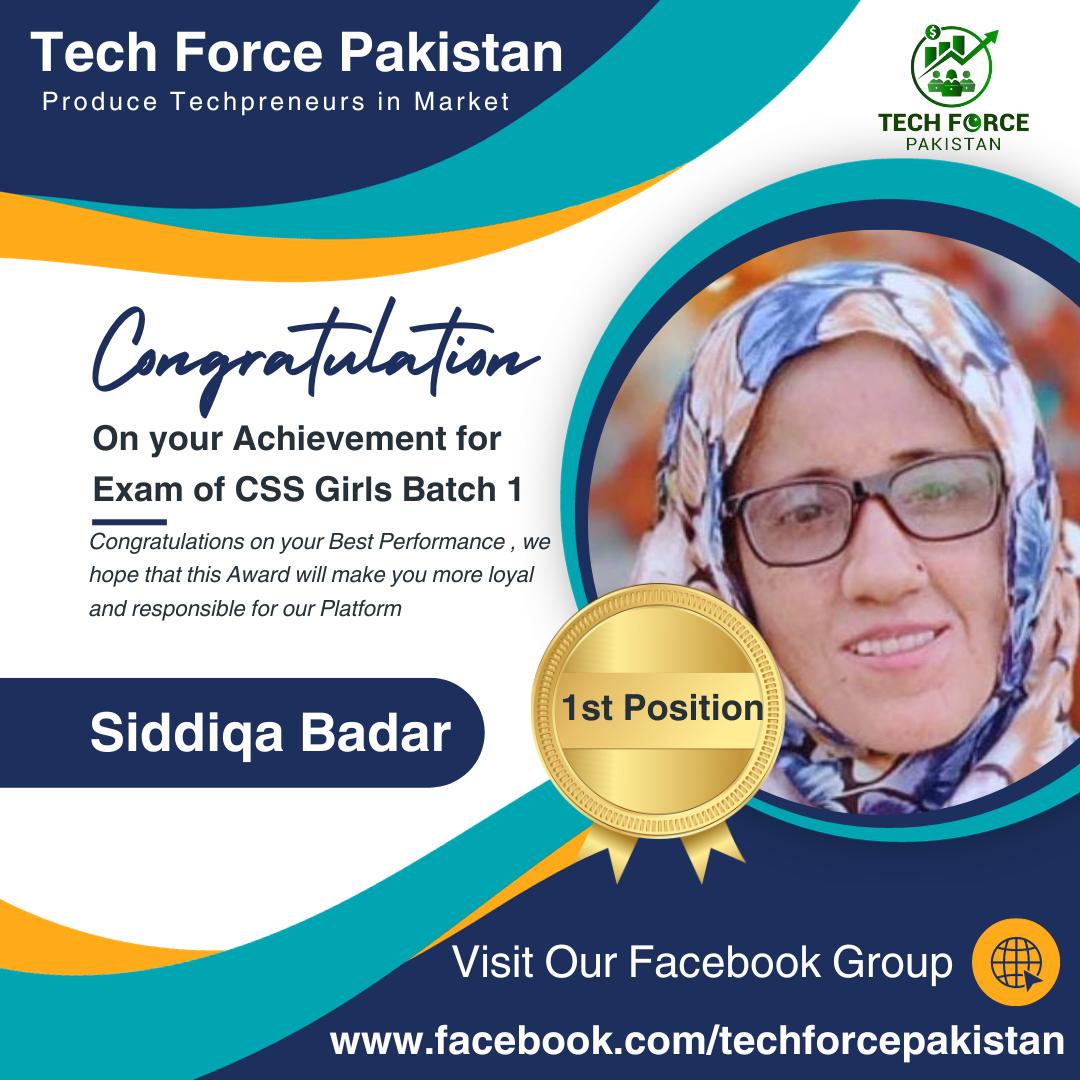 Tech Force Pakistan
Produce Techpreneurs in Market
$
TECH FORCE
PAKISTAN
Congratulation
On your Achievement for
Exam of CSS Girls Batch 1
Congratulations on your Best Performance , we
hope that this Award will make you more loyal
and responsible for our Platform
1st Position
Siddiqa Badar
Visit Our Facebook Group
www.facebook.com/techforcepakistan